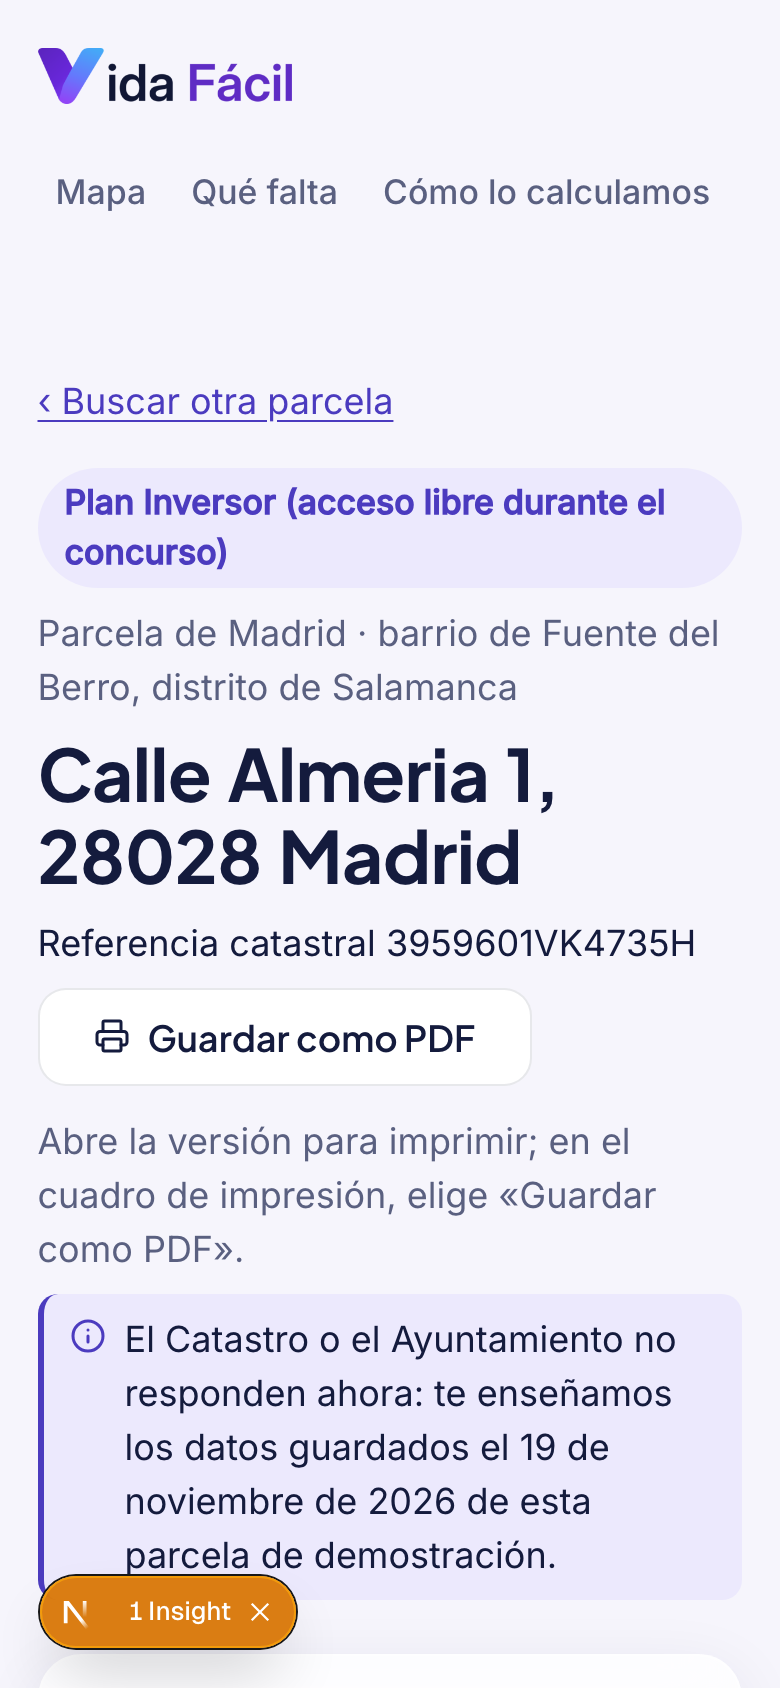 Vida Fácil
Mapa Qué falta Cómo lo calculamos
‹ Buscar otra parcela
Plan Inversor (acceso libre durante el
concurso)
Parcela de Madrid · barrio de Fuente del
Berro, distrito de Salamanca
Calle Almeria 1,
28028 Madrid
Referencia catastral 3959601VK4735H
Guardar como PDF
Abre la versión para imprimir; en el
cuadro de impresión, elige «Guardar
como PDF».
El Catastro o el Ayuntamiento no
responden ahora: te enseñamos
los datos guardados el 19 de
noviembre de 2026 de esta
parcela de demostración.
N 1 Insight